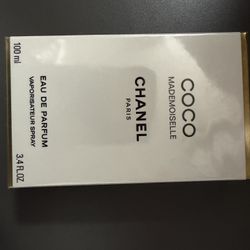 COCO
MADEMOISELLE
CHANEL
PARIS
EAU DE PARFUM
VAPORISATEUR SPRAY
100 ml
3.4 FL.OZ.